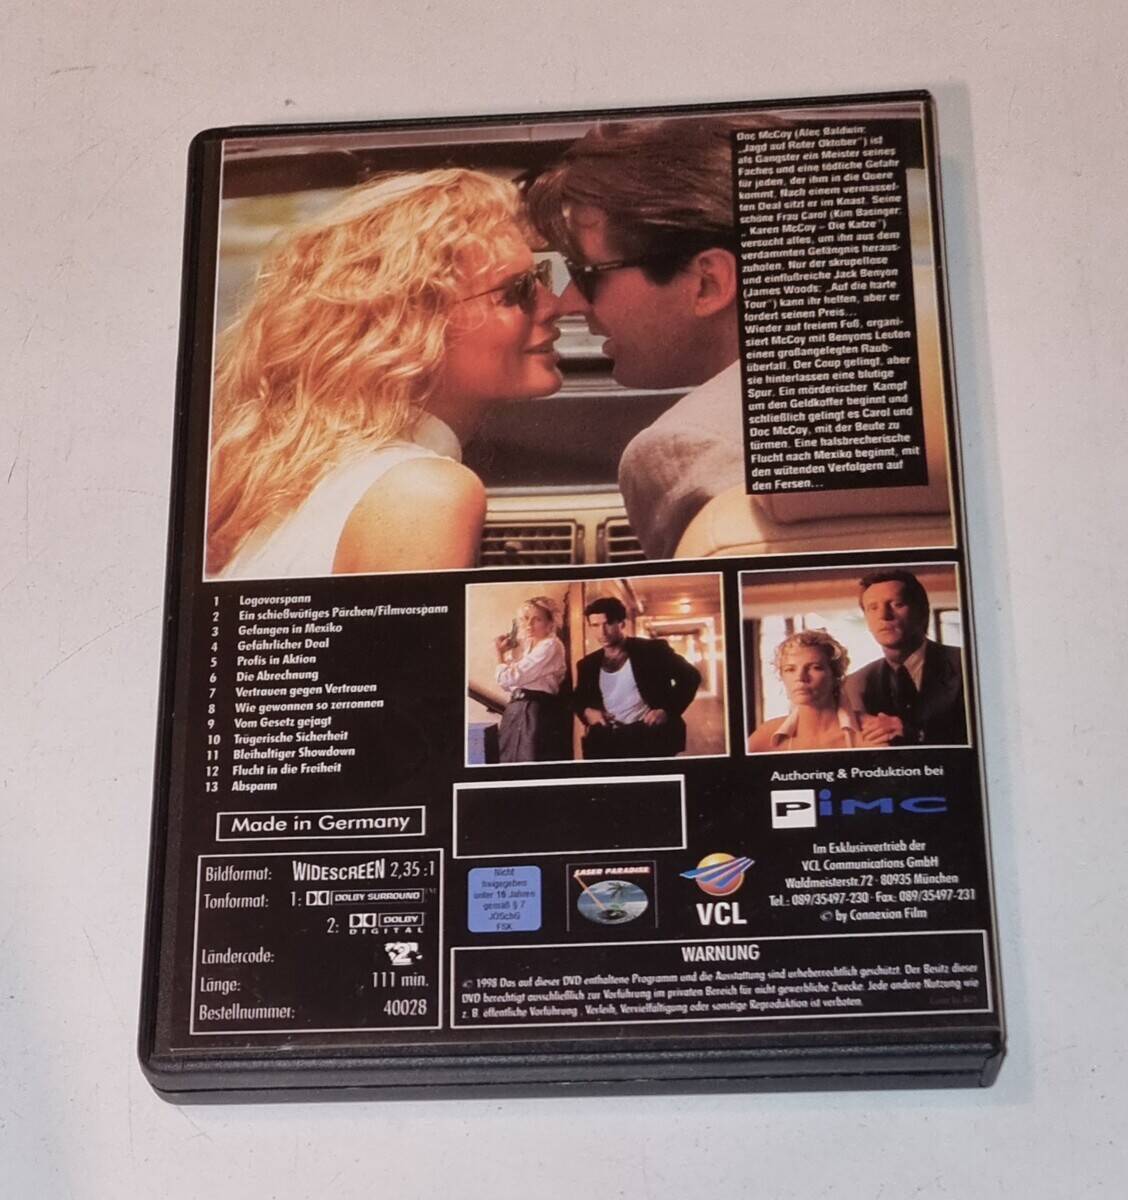 Doc McCoy (Alec Baldwin:
„Jagd auf Roter Oktober") ist
als Gangster ein Meister seines
Faches und eine tödliche Gefahr
für jeden, der ihm in die Quere
kommt. Nach einem vermassel-
ten Deal sitzt er im Knast. Seine
schöne Frau Carol (Kim Basinger:
„ Karen McCoy – Die Katze")
versucht alles, um ihn aus dem
verdammten Gefängnis heraus-
zuholen. Nur der skrupellose
und einflußreiche Jack Benyon
(James Woods: „Auf die harte
Tour") kann ihr helfen, aber er
fordert seinen Preis...
Wieder auf freiem Fuß, organi-
siert McCoy mit Benyons Leuten
einen großangelegten Raub-
überfall. Der Coup gelingt, aber
sie hinterlassen eine blutige
Spur. Ein mörderischer Kampf
um den Geldkoffer beginnt und
schließlich gelingt es Carol und
Doc McCoy, mit der Beute zu
türmen. Eine halsbrecherische
Flucht nach Mexiko beginnt, mit
den wütenden Verfolgern auf
den Fersen...
1 Logovorspann
2 Ein schießwütiges Pärchen/Filmvorspann
3 Gefangen in Mexiko
4 Gefährlicher Deal
5 Profis in Aktion
6 Die Abrechnung
7 Vertrauen gegen Vertrauen
8 Wie gewonnen so zerronnen
9 Vom Gesetz gejagt
10 Trügerische Sicherheit
11 Bleihaltiger Showdown
12 Flucht in die Freiheit
13 Abspann
Made in Germany
Bildformat: WIDESCREEN 2,35:1
Tonformat: 1: DOLBY SURROUND
2: DOLBY
DIGITAL
Ländercode: 2
Länge: 111 min.
Bestellnummer: 40028
Nicht
freigegeben
unter 16 Jahren
gemäß § 7
JÖSchG
FSK
LASER PARADISE
VCL
Authoring & Produktion bei
PiMC
Im Exklusivvertrieb der
VCL Communications GmbH
Waldmeisterstr. 72 · 80935 München
Tel.: 089/35497-230 · Fax: 089/35497-231
© by Connexion Film
WARNUNG
© 1998 Das auf dieser DVD enthaltene Programm und die Ausstattung sind urheberrechtlich geschützt. Der Besitz dieser
DVD berechtigt ausschließlich zur Vorführung im privaten Bereich für nicht gewerbliche Zwecke. Jede andere Nutzung wie
z. B. öffentliche Vorführung , Verleih, Vervielfältigung oder sonstige Reproduktion ist verboten.